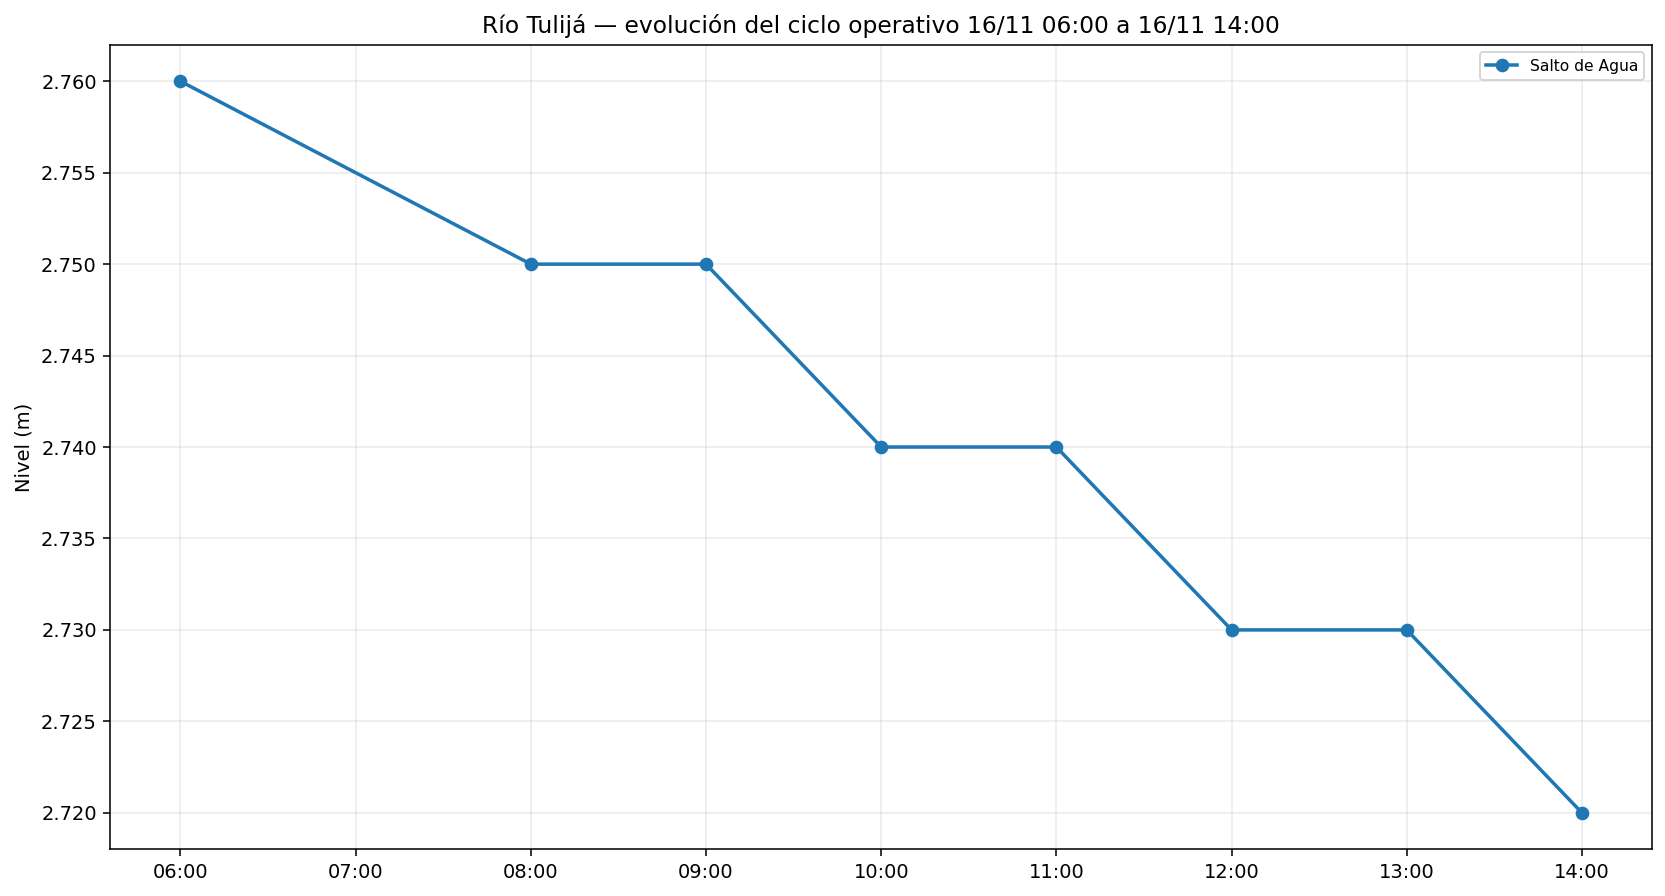 Río Tulijá — evolución del ciclo operativo 16/11 06:00 a 16/11 14:00
Salto de Agua
Nivel (m)
2.760
2.755
2.750
2.745
2.740
2.735
2.730
2.725
2.720
06:00 07:00 08:00 09:00 10:00 11:00 12:00 13:00 14:00